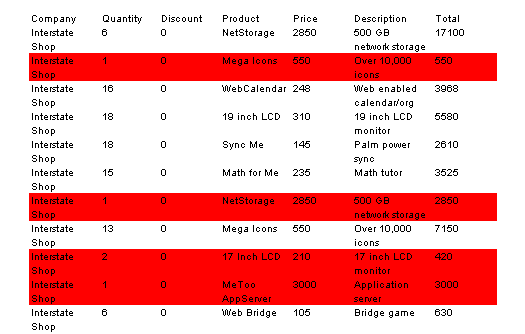 Company Quantity Discount Product Price Description Total
Interstate 6 0 NetStorage 2850 500 GB 17100
Shop network storage
Interstate 1 0 Mega Icons 550 Over 10,000 550
Shop icons
Interstate 16 0 WebCalendar 248 Web enabled 3968
Shop calendar/org
Interstate 18 0 19 inch LCD 310 19 inch LCD 5580
Shop monitor
Interstate 18 0 Sync Me 145 Palm power 2610
Shop sync
Interstate 15 0 Math for Me 235 Math tutor 3525
Shop
Interstate 1 0 NetStorage 2850 500 GB 2850
Shop network storage
Interstate 13 0 Mega Icons 550 Over 10,000 7150
Shop icons
Interstate 2 0 17 inch LCD 210 17 inch LCD 420
Shop monitor
Interstate 1 0 MeToo 3000 Application 3000
Shop AppServer server
Interstate 6 0 Web Bridge 105 Bridge game 630
Shop